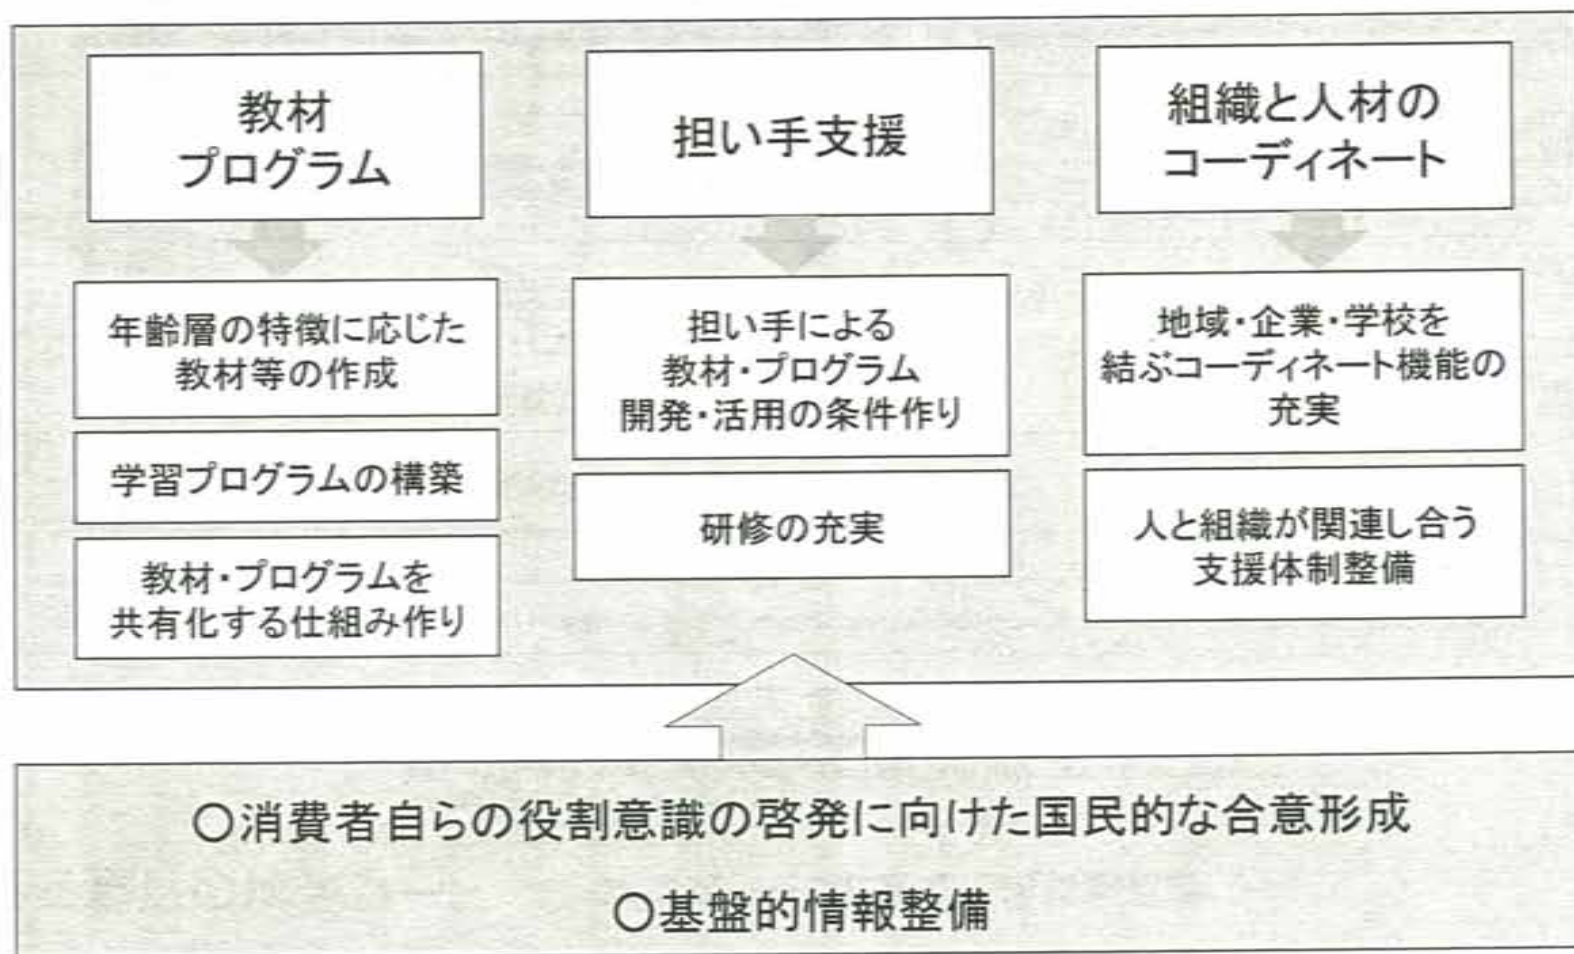 教材
プログラム
年齢層の特徴に応じた
教材等の作成
学習プログラムの構築
教材・プログラムを
共有化する仕組み作り
担い手支援
担い手による
教材・プログラム
開発・活用の条件作り
研修の充実
組織と人材の
コーディネート
地域・企業・学校を
結ぶコーディネート機能の
充実
人と組織が関連し合う
支援体制整備
○消費者自らの役割意識の啓発に向けた国民的な合意形成
○基盤的情報整備